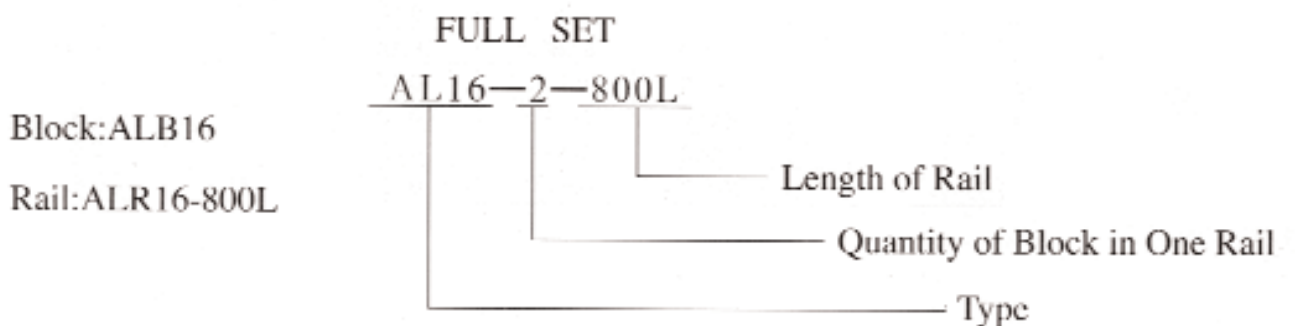 FULL SET
AL16—2—800L
Block:ALB16
Length of Rail
Rail:ALR16-800L
Quantity of Block in One Rail
Type